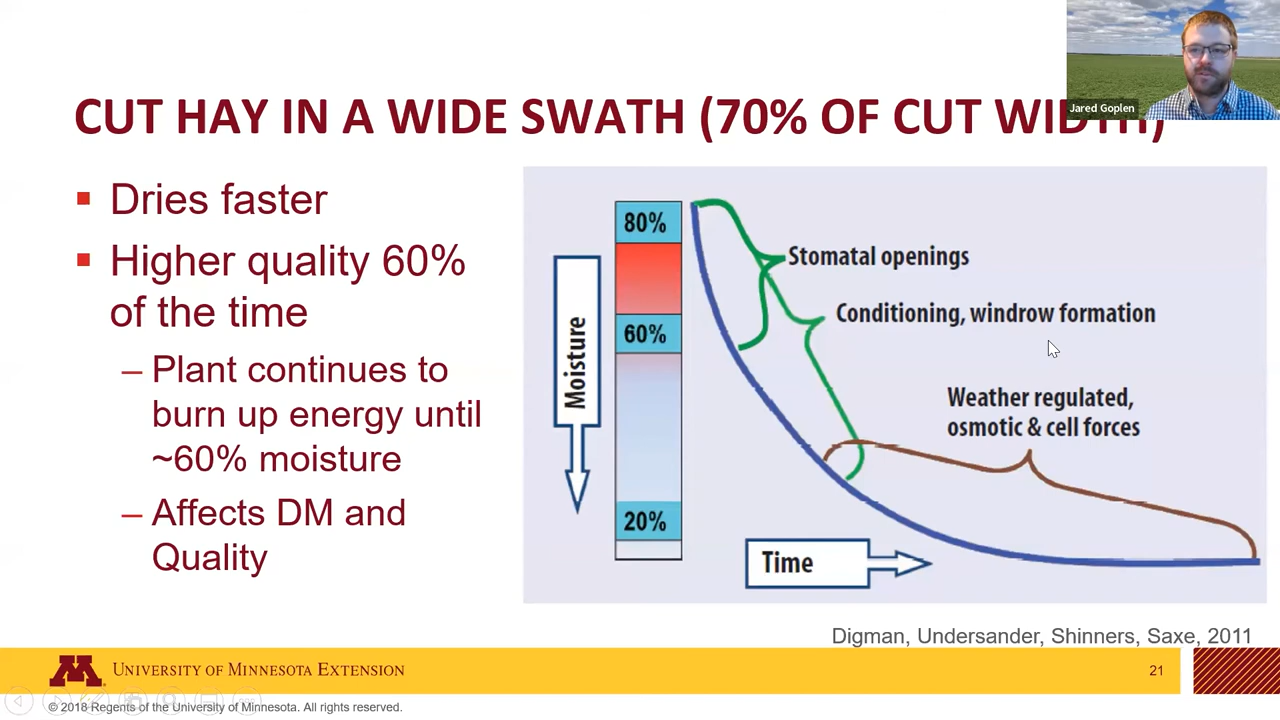 Jared Goplen
CUT HAY IN A WIDE SWATH (70% OF CUT WIDTH)
▪ Dries faster
▪ Higher quality 60%
of the time
– Plant continues to
burn up energy until
~60% moisture
– Affects DM and
Quality
Moisture
80%
60%
20%
Stomatal openings
Conditioning, windrow formation
Weather regulated,
osmotic & cell forces
Time
Digman, Undersander, Shinners, Saxe, 2011
M
UNIVERSITY OF MINNESOTA EXTENSION
21
© 2018 Regents of the University of Minnesota. All rights reserved.